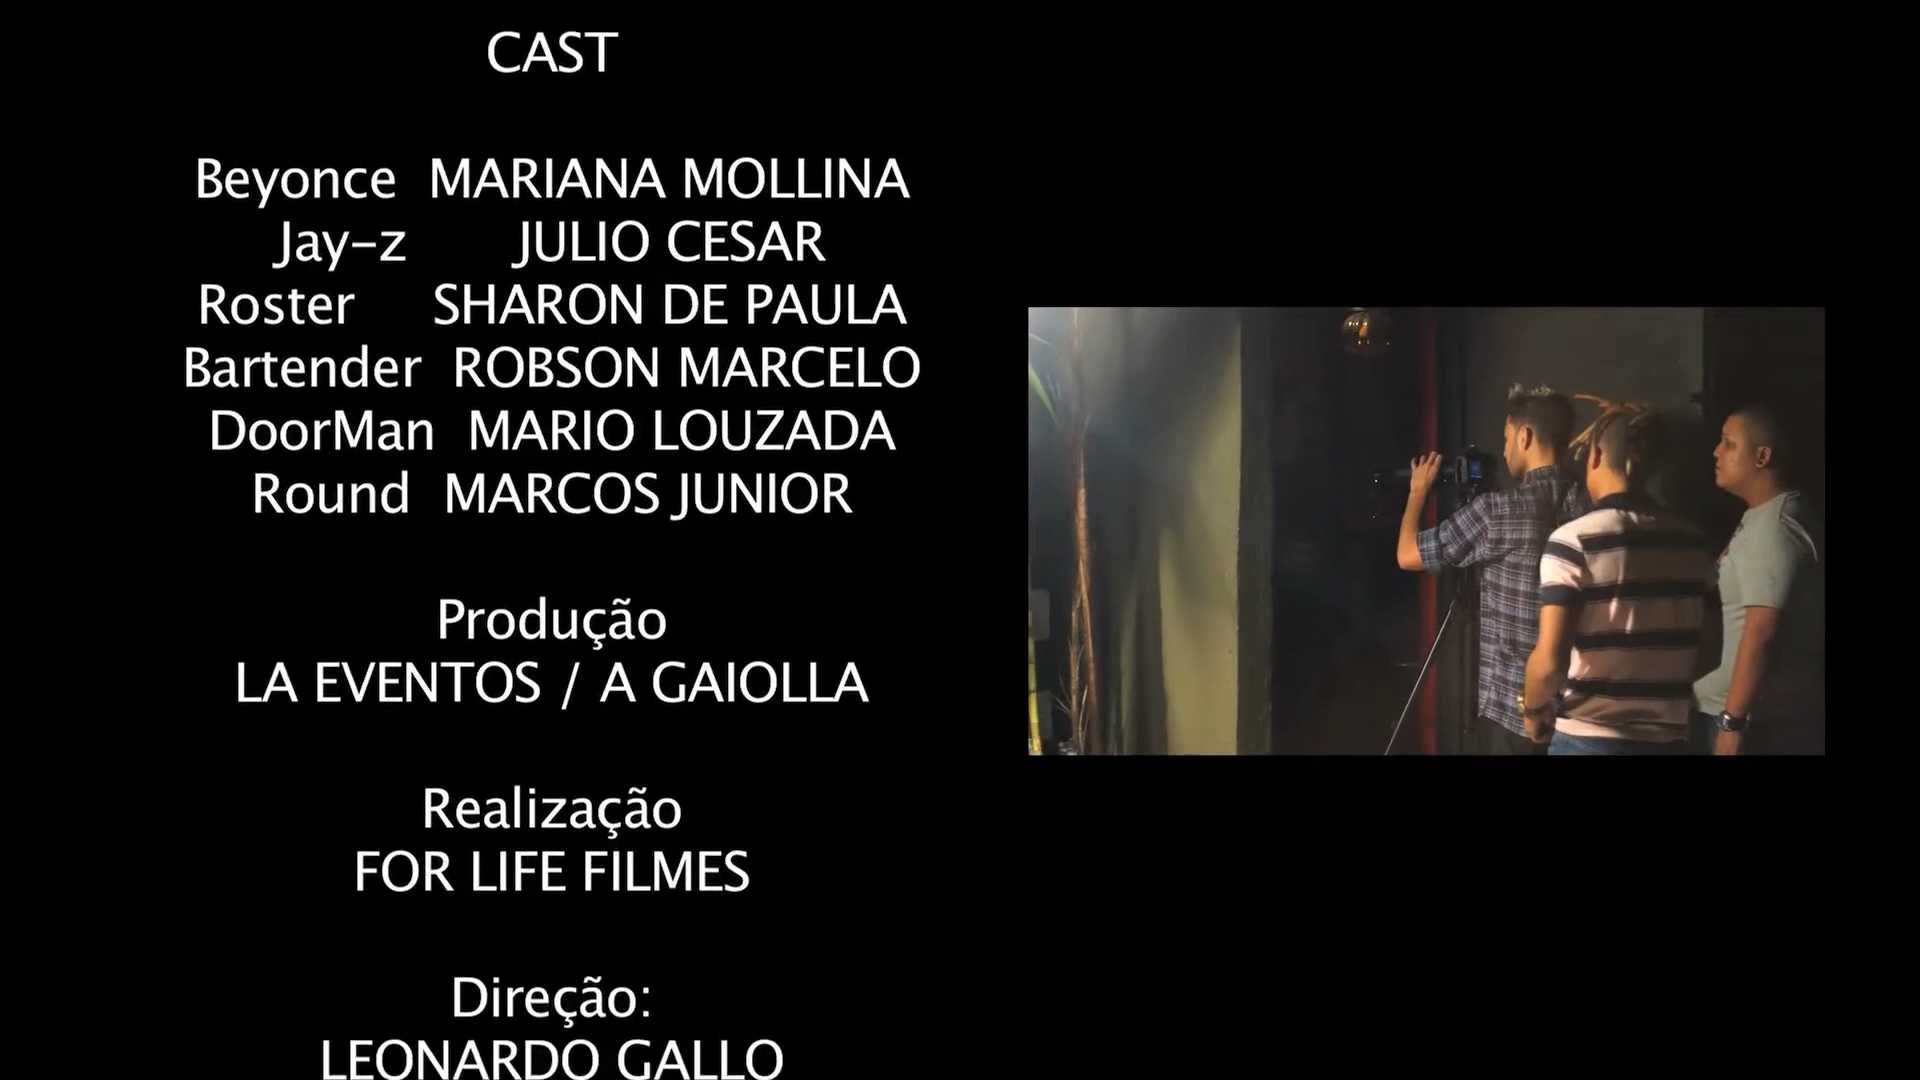 CAST
Beyonce MARIANA MOLLINA
Jay-z JULIO CESAR
Roster SHARON DE PAULA
Bartender ROBSON MARCELO
DoorMan MARIO LOUZADA
Round MARCOS JUNIOR
Produção
LA EVENTOS / A GAIOLLA
Realização
FOR LIFE FILMES
Direção:
LEONARDO GALLO